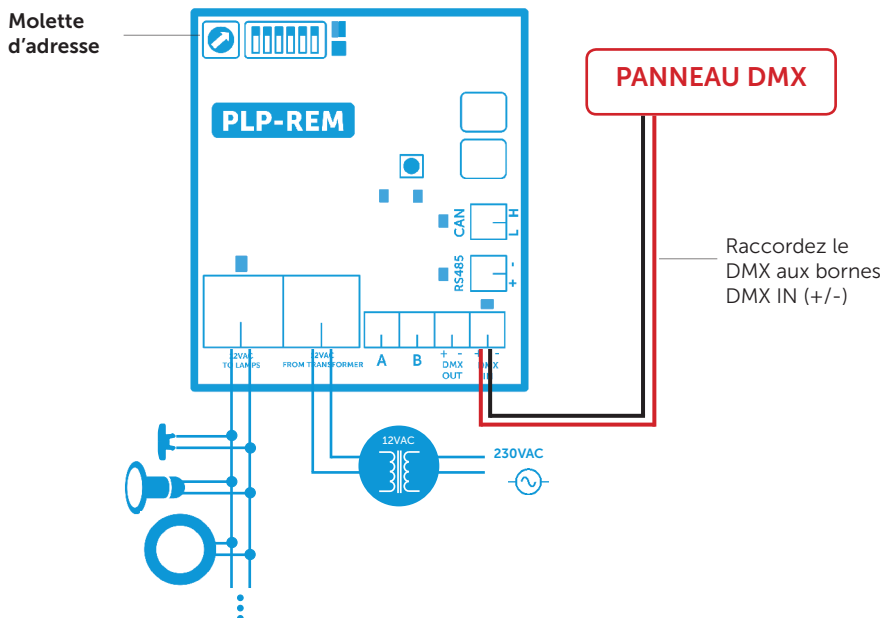 Molette
d'adresse
PANNEAU DMX
PLP-REM
H
CAN
L
Raccordez le
DMX aux bornes
DMX IN (+/-)
-
RS485
+
12VAC
TO LAMPS
12VAC
FROM TRANSFORMER
A
B
+ -
DMX
OUT
+ -
DMX
IN
12VAC
230VAC